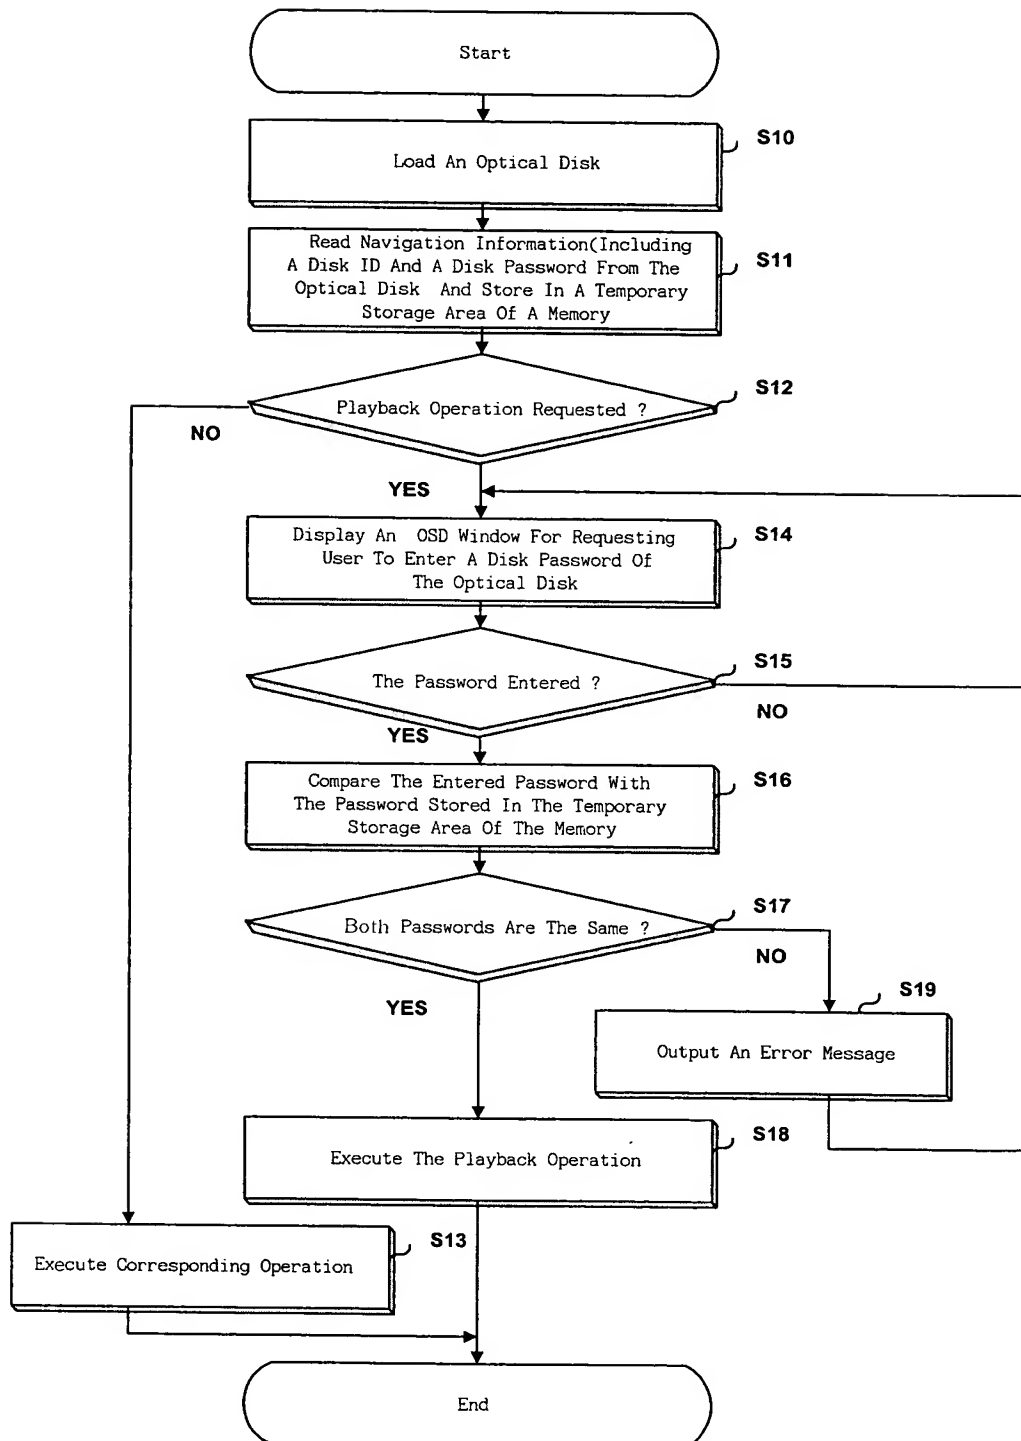 Start
S10
Load An Optical Disk
Read Navigation Information(Including
A Disk ID And A Disk Password From The
Optical Disk And Store In A Temporary
Storage Area Of A Memory
S11
S12
Playback Operation Requested ?
NO
YES
Display An OSD Window For Requesting
User To Enter A Disk Password Of
The Optical Disk
S14
S15
The Password Entered ?
NO
YES
Compare The Entered Password With
The Password Stored In The Temporary
Storage Area Of The Memory
S16
S17
Both Passwords Are The Same ?
NO
YES
S19
Output An Error Message
S18
Execute The Playback Operation
S13
Execute Corresponding Operation
End